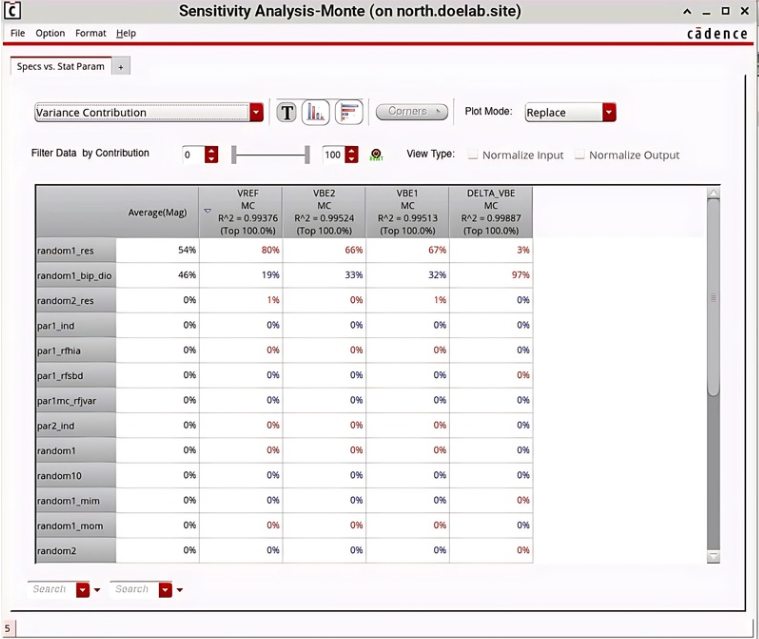 Sensitivity Analysis-Monte (on north.doelab.site)
File Option Format Help
cādence
Specs vs. Stat Param +
Variance Contribution T Corners Plot Mode: Replace
Filter Data by Contribution 0 100 View Type: Normalize Input Normalize Output
VREF VBE2 VBE1 DELTA_VBE
MC MC MC MC
Average(Mag) R^2 = 0.99376 R^2 = 0.99524 R^2 = 0.99513 R^2 = 0.99887
(Top 100.0%) (Top 100.0%) (Top 100.0%) (Top 100.0%)
random1_res 54% 80% 66% 67% 3%
random1_bip_dio 46% 19% 33% 32% 97%
random2_res 0% 1% 0% 1% 0%
par1_ind 0% 0% 0% 0% 0%
par1_rfhia 0% 0% 0% 0% 0%
par1_rfsbd 0% 0% 0% 0% 0%
par1mc_rfjvar 0% 0% 0% 0% 0%
par2_ind 0% 0% 0% 0% 0%
random1 0% 0% 0% 0% 0%
random10 0% 0% 0% 0% 0%
random1_mim 0% 0% 0% 0% 0%
random1_mom 0% 0% 0% 0% 0%
random2 0% 0% 0% 0% 0%
Search Search
5